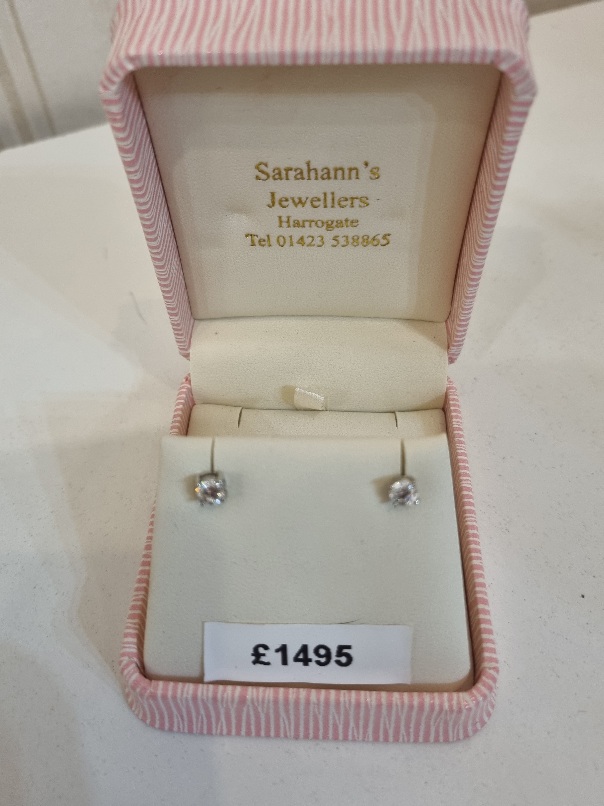 Sarahann's
Jewellers
Harrogate
Tel 01423 538865
£1495